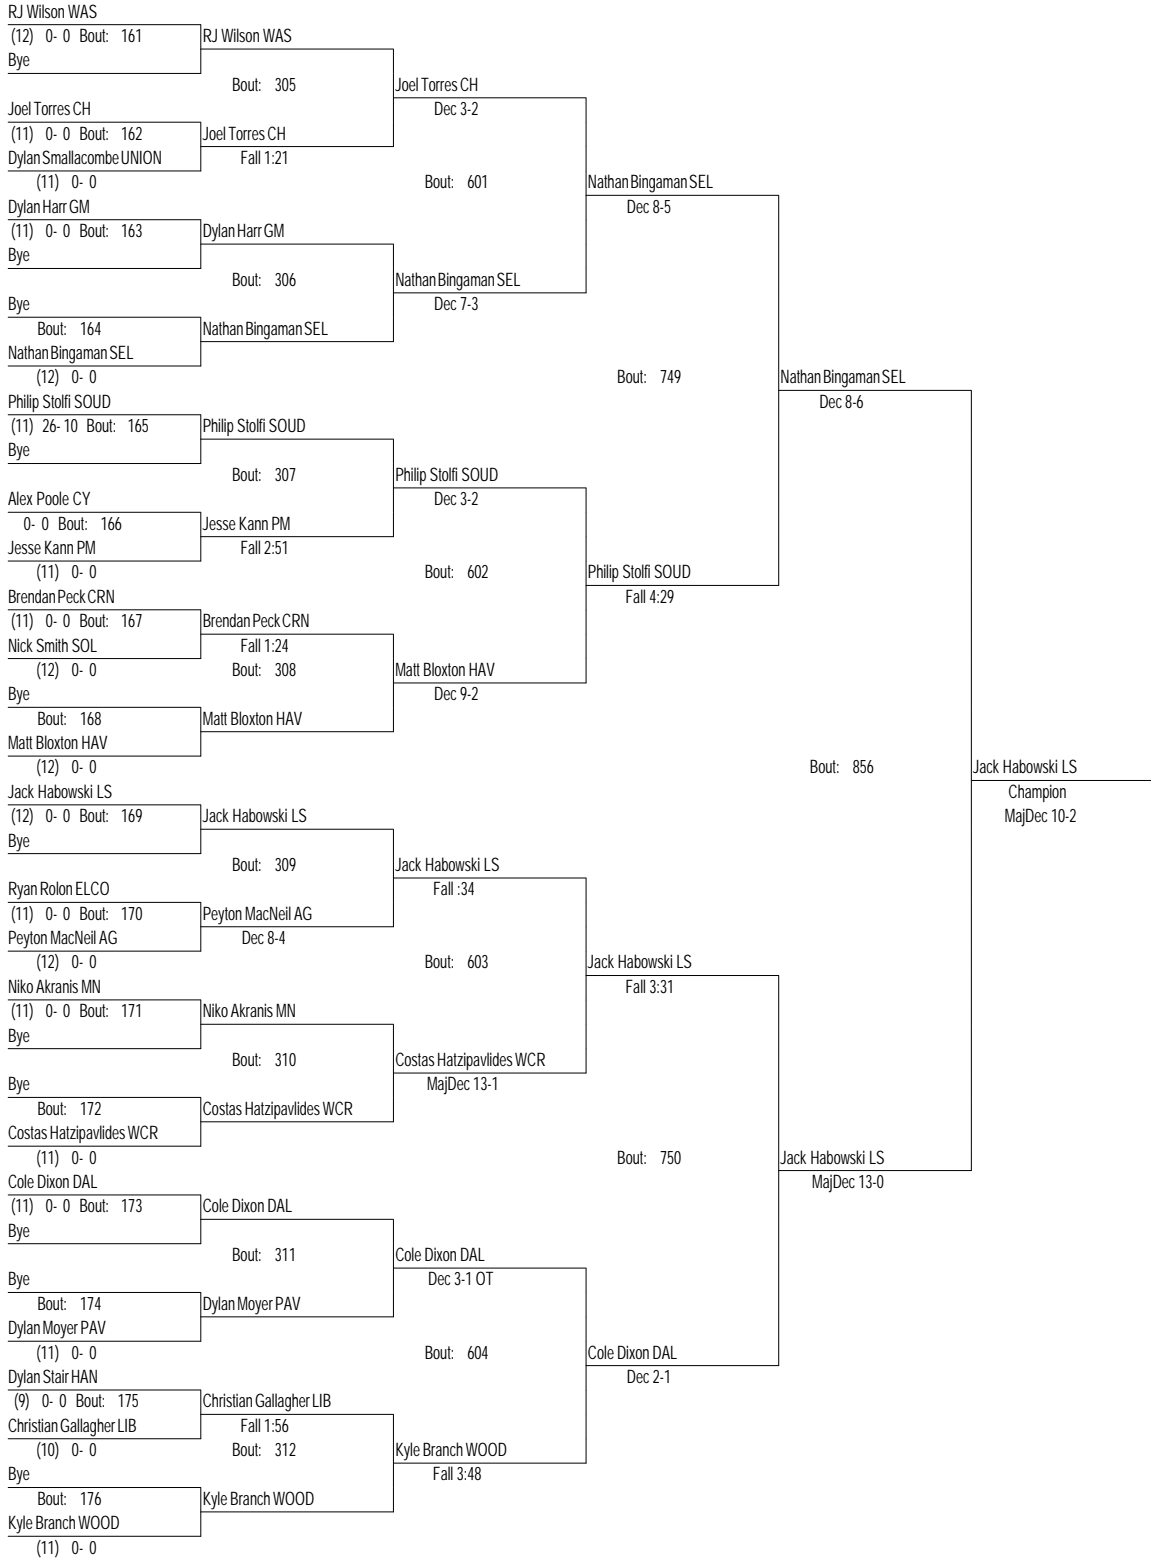 RJ Wilson WAS
(12) 0- 0 Bout: 161
RJ Wilson WAS
Bye
Bout: 305
Joel Torres CH
Dec 3-2
Joel Torres CH
(11) 0- 0 Bout: 162
Joel Torres CH
Dylan Smallacombe UNION
Fall 1:21
(11) 0- 0
Bout: 601
Nathan Bingaman SEL
Dec 8-5
Dylan Harr GM
(11) 0- 0 Bout: 163
Dylan Harr GM
Bye
Bout: 306
Nathan Bingaman SEL
Dec 7-3
Bye
Bout: 164
Nathan Bingaman SEL
Nathan Bingaman SEL
(12) 0- 0
Bout: 749
Nathan Bingaman SEL
Dec 8-6
Philip Stolfi SOUD
(11) 26- 10 Bout: 165
Philip Stolfi SOUD
Bye
Bout: 307
Philip Stolfi SOUD
Dec 3-2
Alex Poole CY
0- 0 Bout: 166
Jesse Kann PM
Jesse Kann PM
Fall 2:51
(11) 0- 0
Bout: 602
Philip Stolfi SOUD
Fall 4:29
Brendan Peck CRN
(11) 0- 0 Bout: 167
Brendan Peck CRN
Nick Smith SOL
Fall 1:24
(12) 0- 0
Bout: 308
Matt Bloxton HAV
Dec 9-2
Bye
Bout: 168
Matt Bloxton HAV
Matt Bloxton HAV
(12) 0- 0
Bout: 856
Jack Habowski LS
Champion
MajDec 10-2
Jack Habowski LS
(12) 0- 0 Bout: 169
Jack Habowski LS
Bye
Bout: 309
Jack Habowski LS
Fall :34
Ryan Rolon ELCO
(11) 0- 0 Bout: 170
Peyton MacNeil AG
Peyton MacNeil AG
Dec 8-4
(12) 0- 0
Bout: 603
Jack Habowski LS
Fall 3:31
Niko Akranis MN
(11) 0- 0 Bout: 171
Niko Akranis MN
Bye
Bout: 310
Costas Hatzipavlides WCR
MajDec 13-1
Bye
Bout: 172
Costas Hatzipavlides WCR
Costas Hatzipavlides WCR
(11) 0- 0
Bout: 750
Jack Habowski LS
MajDec 13-0
Cole Dixon DAL
(11) 0- 0 Bout: 173
Cole Dixon DAL
Bye
Bout: 311
Cole Dixon DAL
Dec 3-1 OT
Bye
Bout: 174
Dylan Moyer PAV
Dylan Moyer PAV
(11) 0- 0
Bout: 604
Cole Dixon DAL
Dec 2-1
Dylan Stair HAN
(9) 0- 0 Bout: 175
Christian Gallagher LIB
Christian Gallagher LIB
Fall 1:56
(10) 0- 0
Bout: 312
Kyle Branch WOOD
Fall 3:48
Bye
Bout: 176
Kyle Branch WOOD
Kyle Branch WOOD
(11) 0- 0